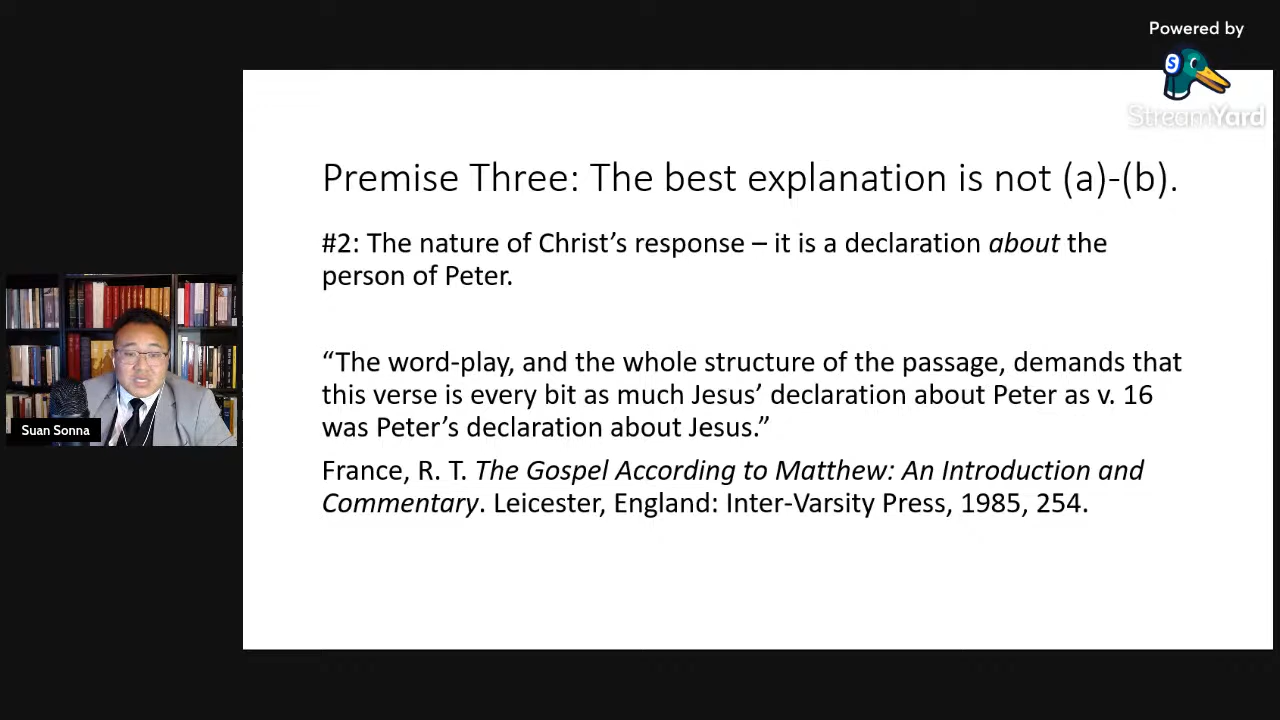 Powered by
S
StreamYard
Premise Three: The best explanation is not (a)-(b).
#2: The nature of Christ’s response – it is a declaration about the
person of Peter.
“The word-play, and the whole structure of the passage, demands that
this verse is every bit as much Jesus’ declaration about Peter as v. 16
was Peter’s declaration about Jesus.”
France, R. T. The Gospel According to Matthew: An Introduction and
Commentary. Leicester, England: Inter-Varsity Press, 1985, 254.
Suan Sonna